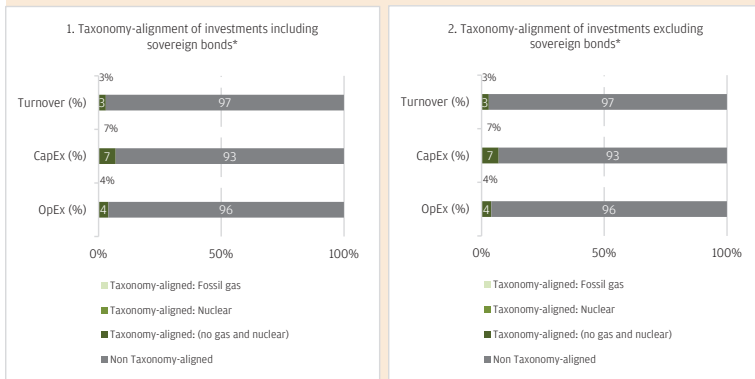 1. Taxonomy-alignment of investments including
sovereign bonds*
3%
Turnover (%)
3
97
7%
CapEx (%)
7
93
4%
OpEx (%)
4
96
0%
50%
100%
Taxonomy-aligned: Fossil gas
Taxonomy-aligned: Nuclear
Taxonomy-aligned: (no gas and nuclear)
Non Taxonomy-aligned
2. Taxonomy-alignment of investments excluding
sovereign bonds*
3%
Turnover (%)
3
97
7%
CapEx (%)
7
93
4%
OpEx (%)
4
96
0%
50%
100%
Taxonomy-aligned: Fossil gas
Taxonomy-aligned: Nuclear
Taxonomy-aligned: (no gas and nuclear)
Non Taxonomy-aligned